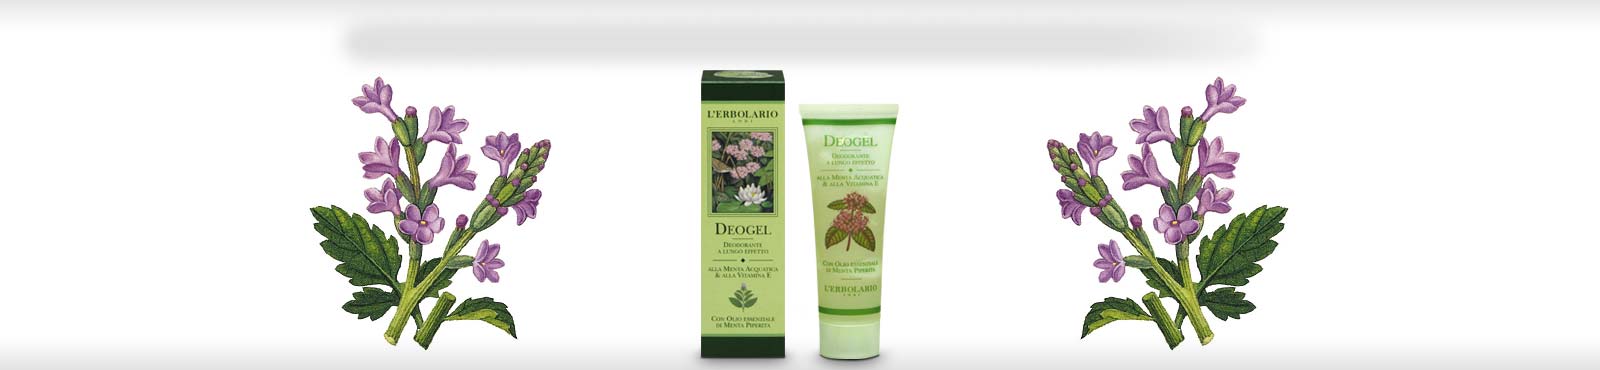 L'ERBOLARIO
LODI
DEOGEL
DEODORANTE
A LUNGO EFFETTO
ALLA MENTA ACQUATICA
& ALLA VITAMINA E
CON OLIO ESSENZIALE
DI MENTA PIPERITA
DEOGEL
DEODORANTE
A LUNGO EFFETTO
ALLA MENTA ACQUATICA
& ALLA VITAMINA E
CON OLIO ESSENZIALE
DI MENTA PIPERITA
L'ERBOLARIO
LODI